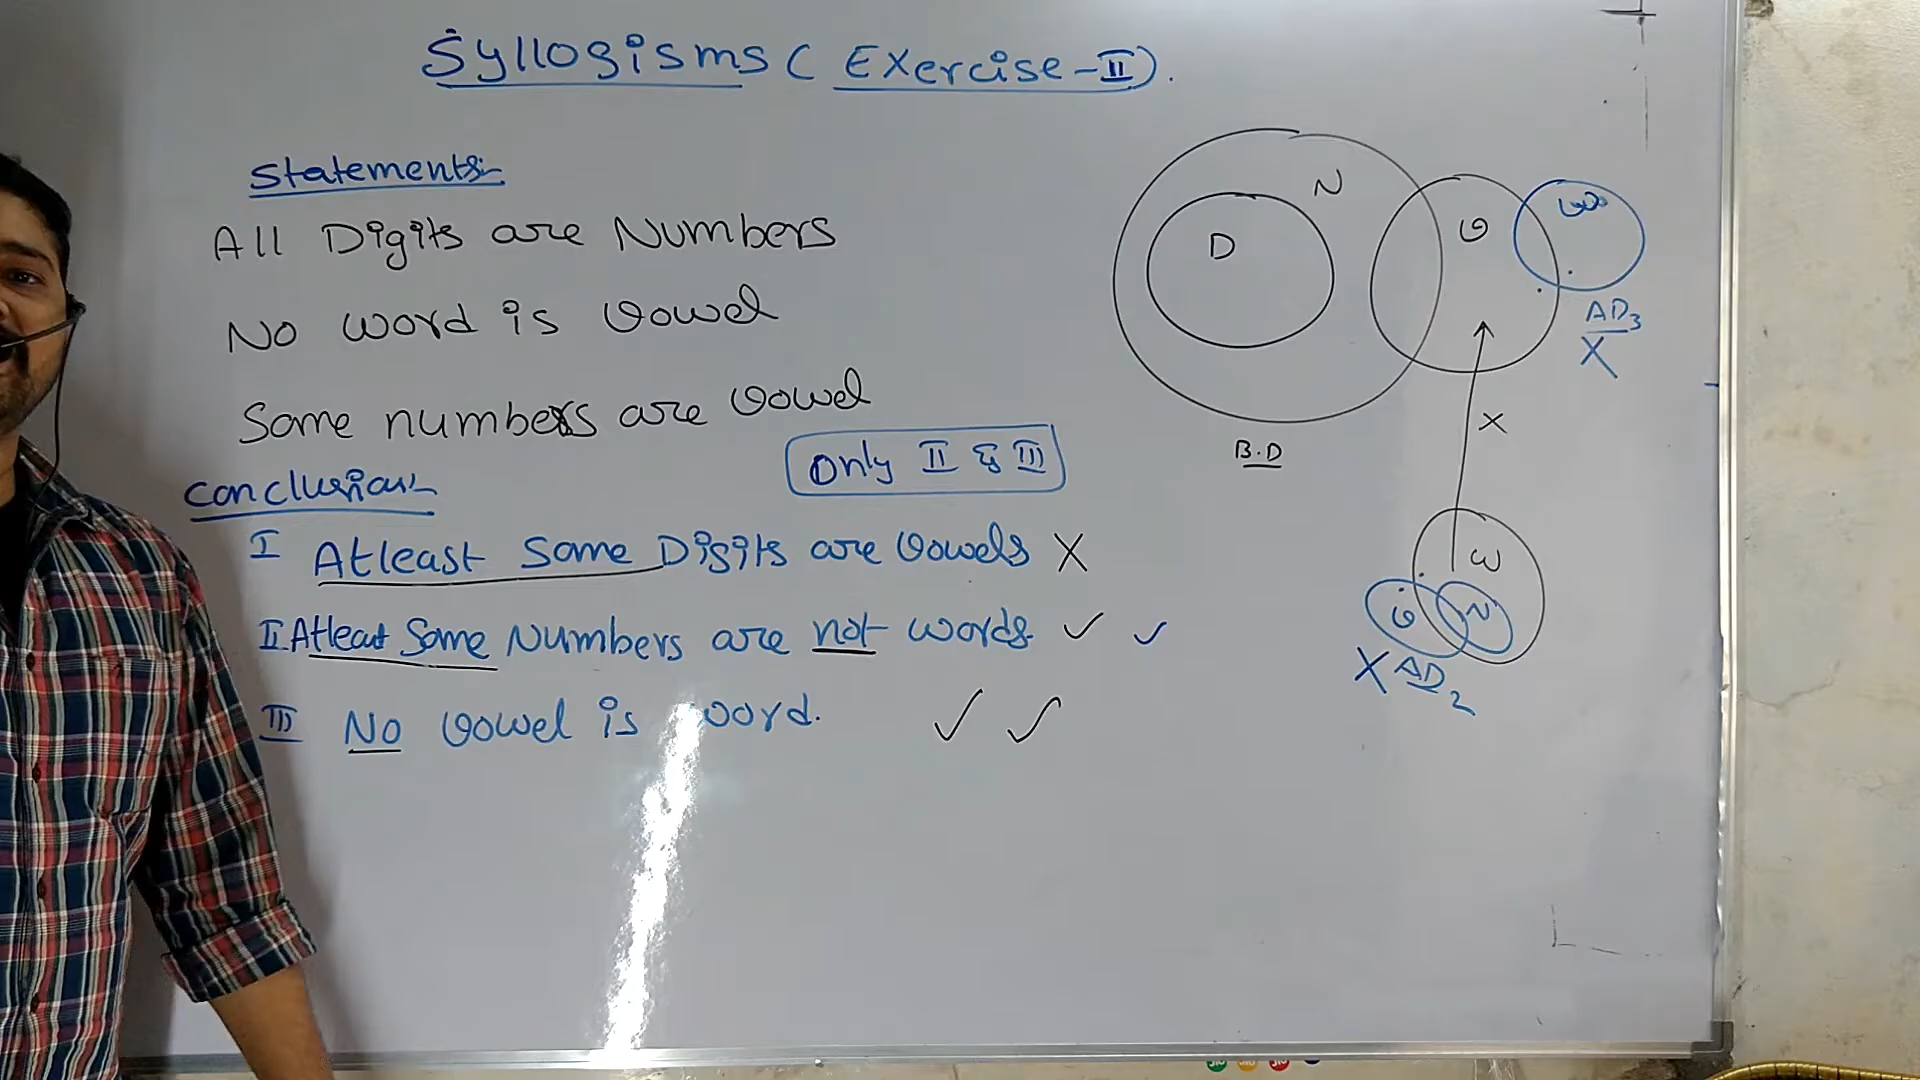 Syllogisms (Exercise-II).
Statements:-
All Digits are Numbers
No word is Vowel
Some numbers are Vowel
Conclusion:-
Only II & III
I Atleast Some Digits are Vowels X
II. Atleast Some Numbers are not words. ✓ ✓
III No Vowel is word. ✓ ✓
N
D
V
W
AD3
X
B.D
X
W
V
N
X AD2